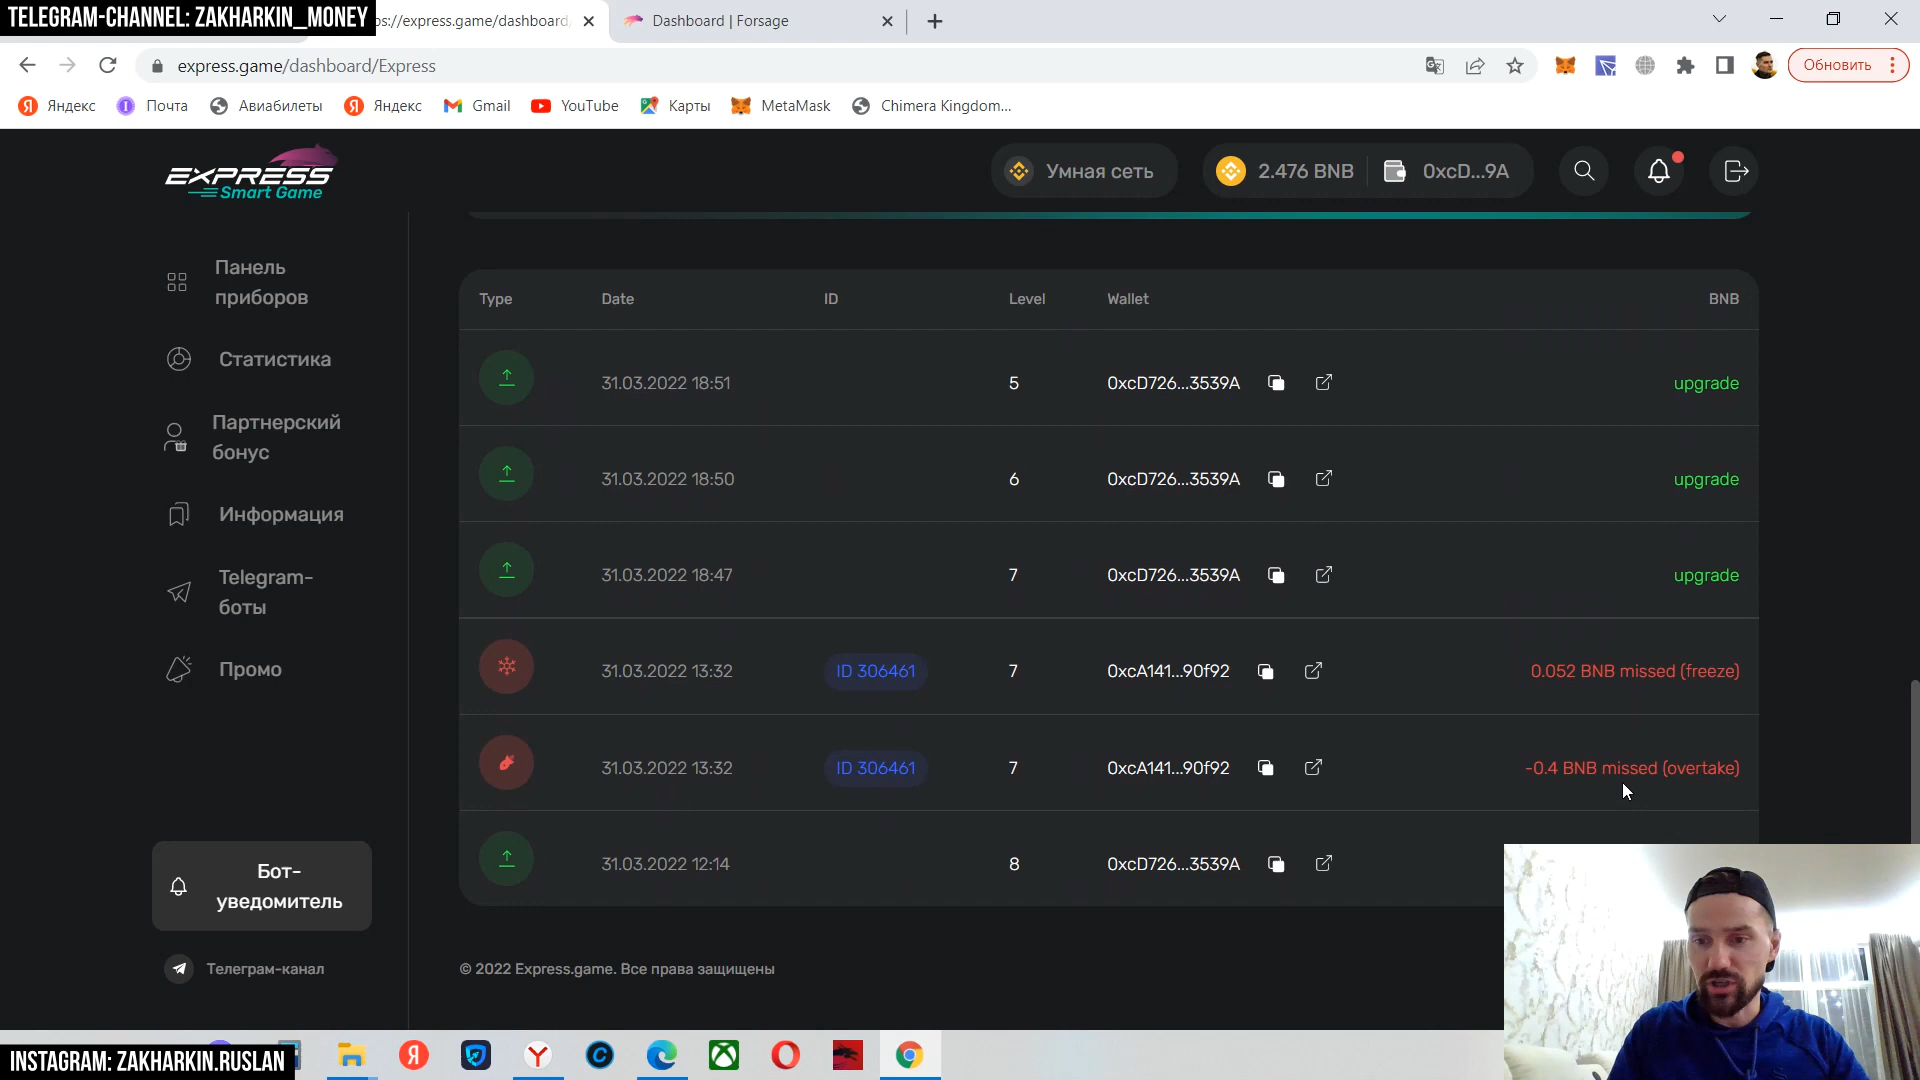 TELEGRAM-CHANNEL: ZAKHARKIN_MONEY
ps://express.game/dashboard/
Dashboard | Forsage
express.game/dashboard/Express
Обновить
Яндекс
Почта
Авиабилеты
Яндекс
Gmail
YouTube
Карты
MetaMask
Chimera Kingdom...
EXPRESS
Smart Game
Умная сеть
2.476 BNB
0xcD...9A
Панель
приборов
Статистика
Партнерский
бонус
Информация
Telegram-
боты
Промо
Бот-
уведомитель
Телеграм-канал
Type Date ID Level Wallet BNB
31.03.2022 18:51 5 0xcD726...3539A upgrade
31.03.2022 18:50 6 0xcD726...3539A upgrade
31.03.2022 18:47 7 0xcD726...3539A upgrade
31.03.2022 13:32 ID 306461 7 0xcA141...90f92 0.052 BNB missed (freeze)
31.03.2022 13:32 ID 306461 7 0xcA141...90f92 -0.4 BNB missed (overtake)
31.03.2022 12:14 8 0xcD726...3539A
© 2022 Express.game. Все права защищены
INSTAGRAM: ZAKHARKIN.RUSLAN